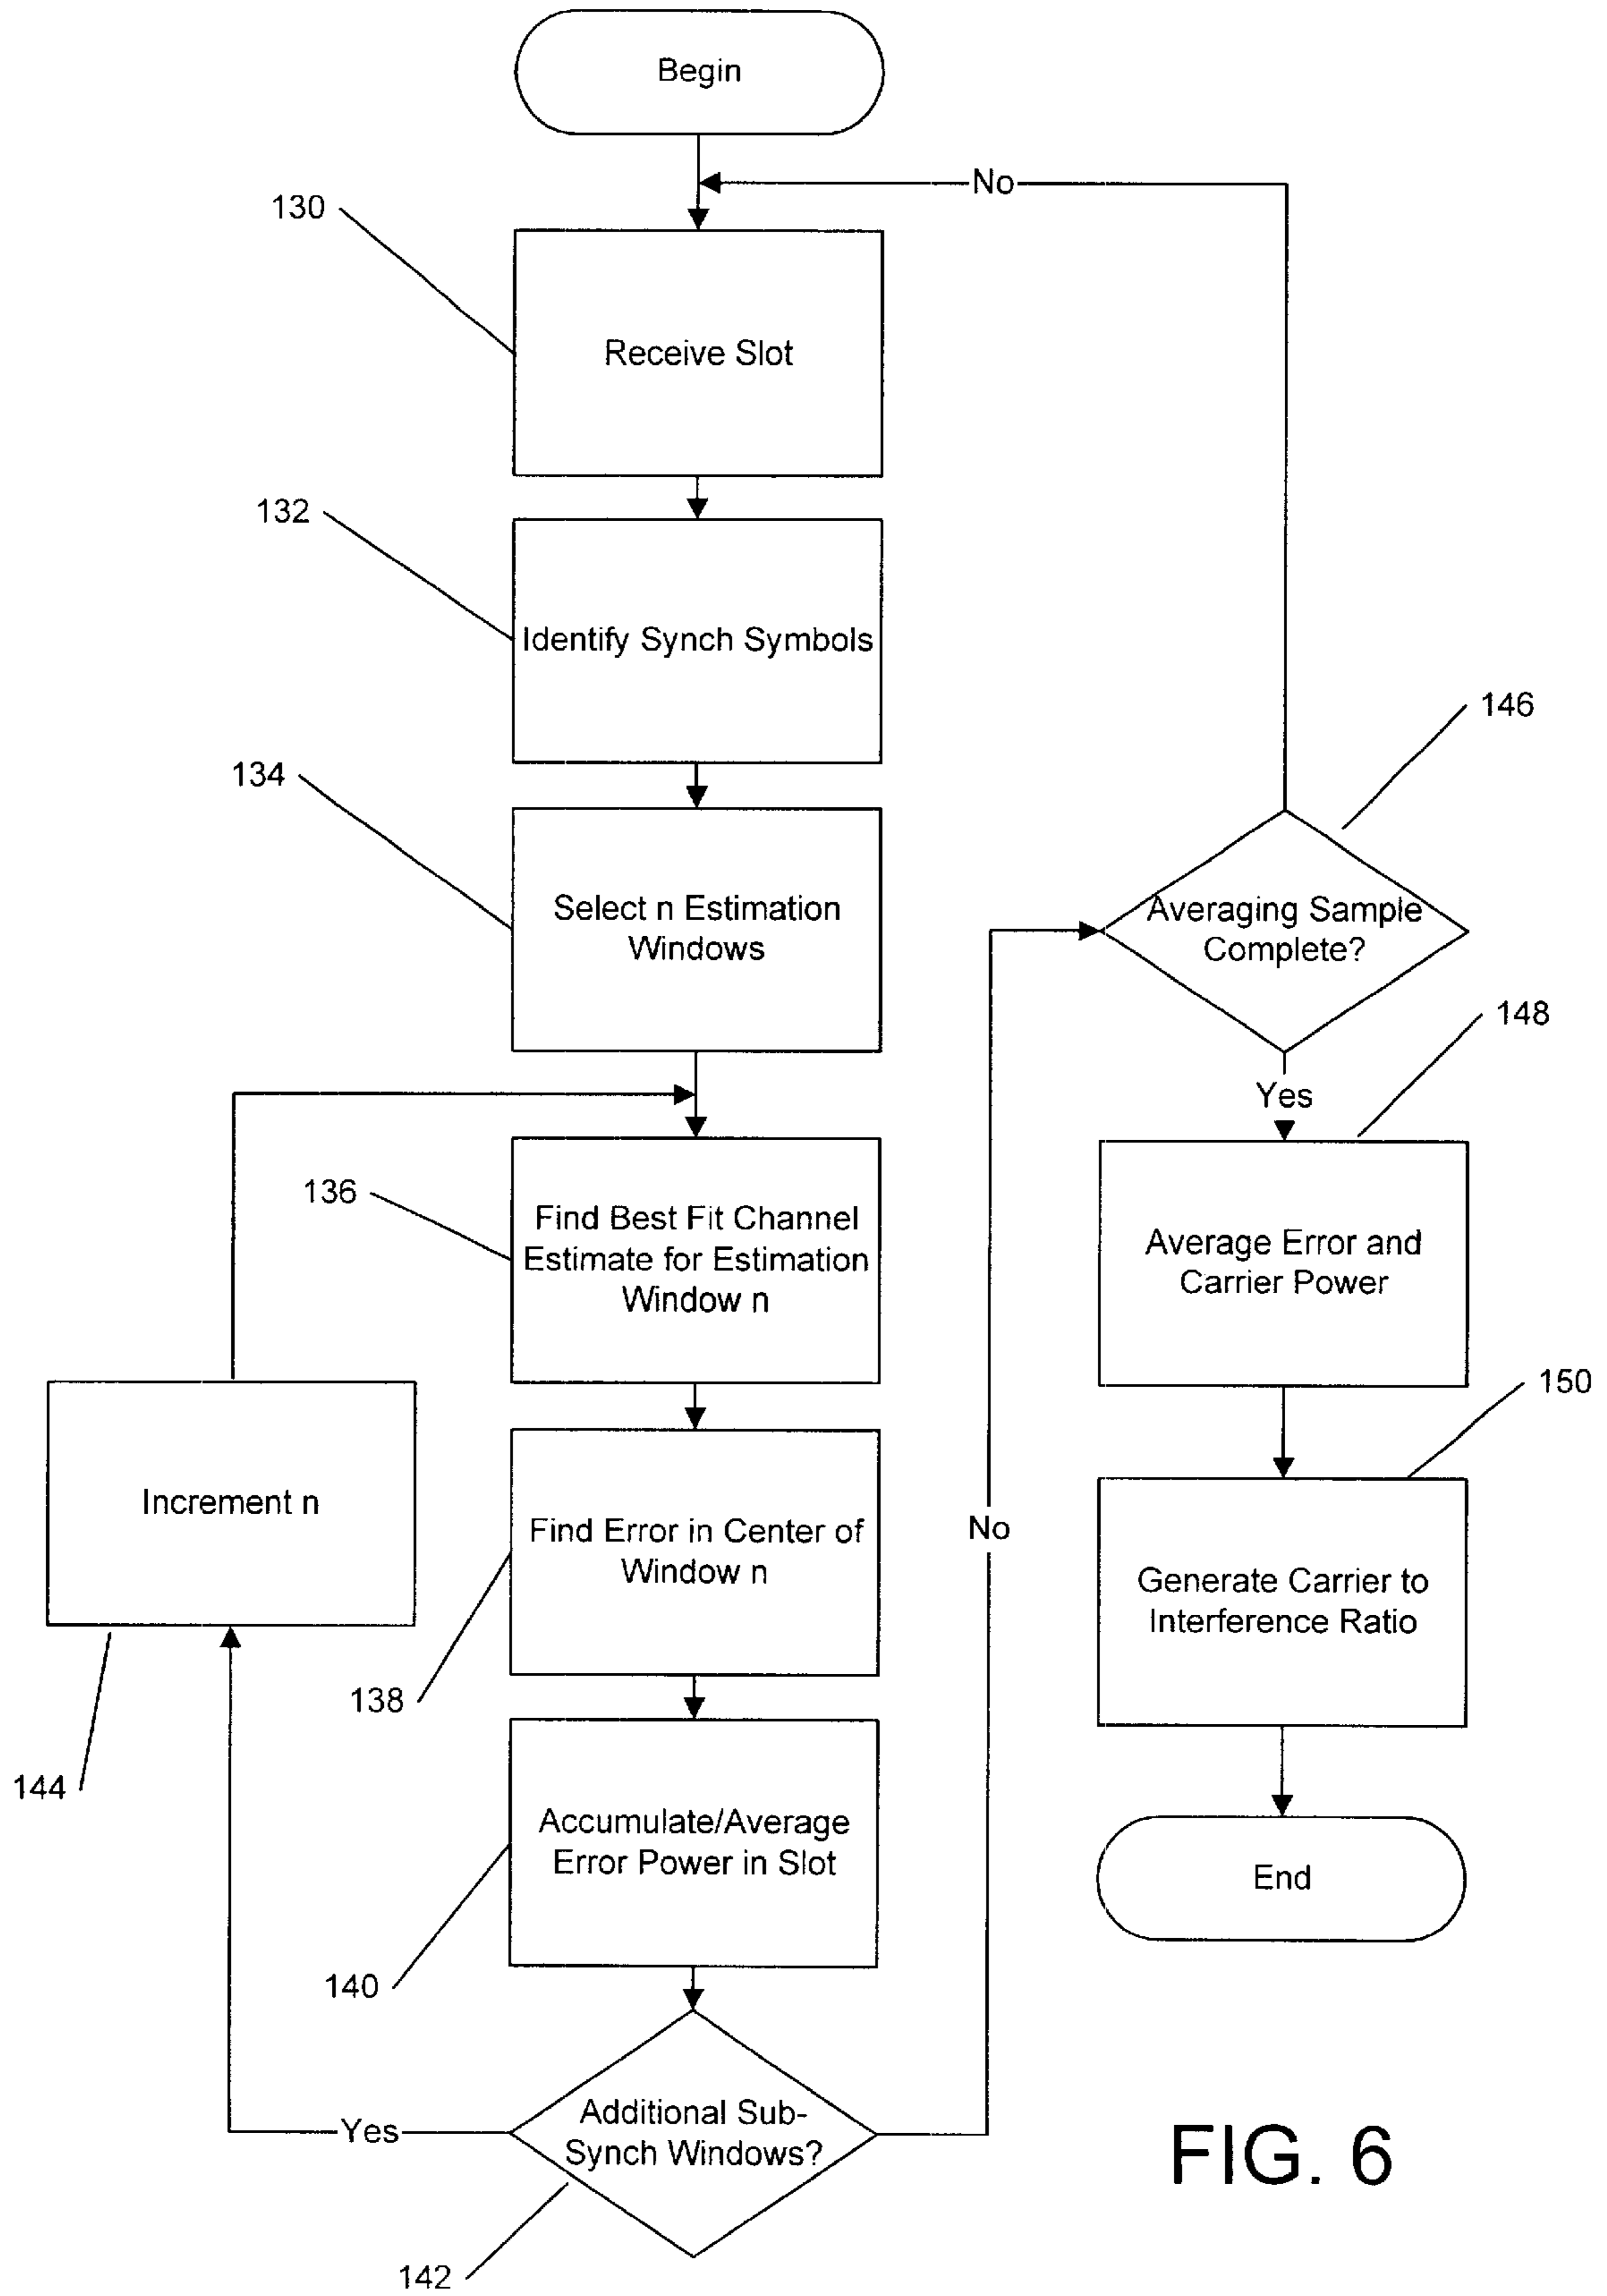 Begin
No
130
Receive Slot
132
Identify Synch Symbols
134
Select n Estimation
Windows
136
Find Best Fit Channel
Estimate for Estimation
Window n
Increment n
144
138
Find Error in Center of
Window n
140
Accumulate/Average
Error Power in Slot
Yes
Additional Sub-
Synch Windows?
142
No
146
Averaging Sample
Complete?
Yes
148
Average Error and
Carrier Power
150
Generate Carrier to
Interference Ratio
End
FIG. 6